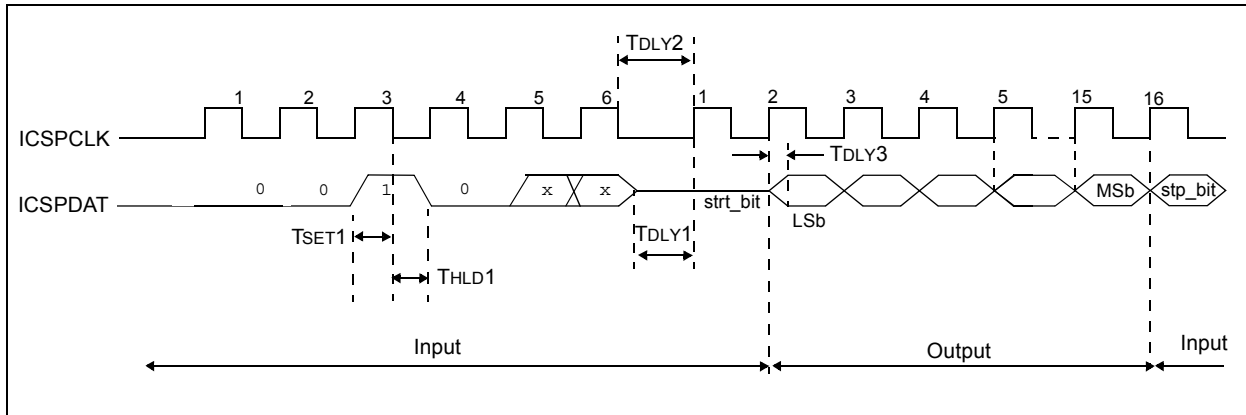 TDLY2
1 2 3 4 5 6 1 2 3 4 5 15 16
ICSPCLK
TDLY3
ICSPDAT
0 0 1 0 x x strt_bit LSb MSb stp_bit
TSET1
TDLY1
THLD1
Input Output Input